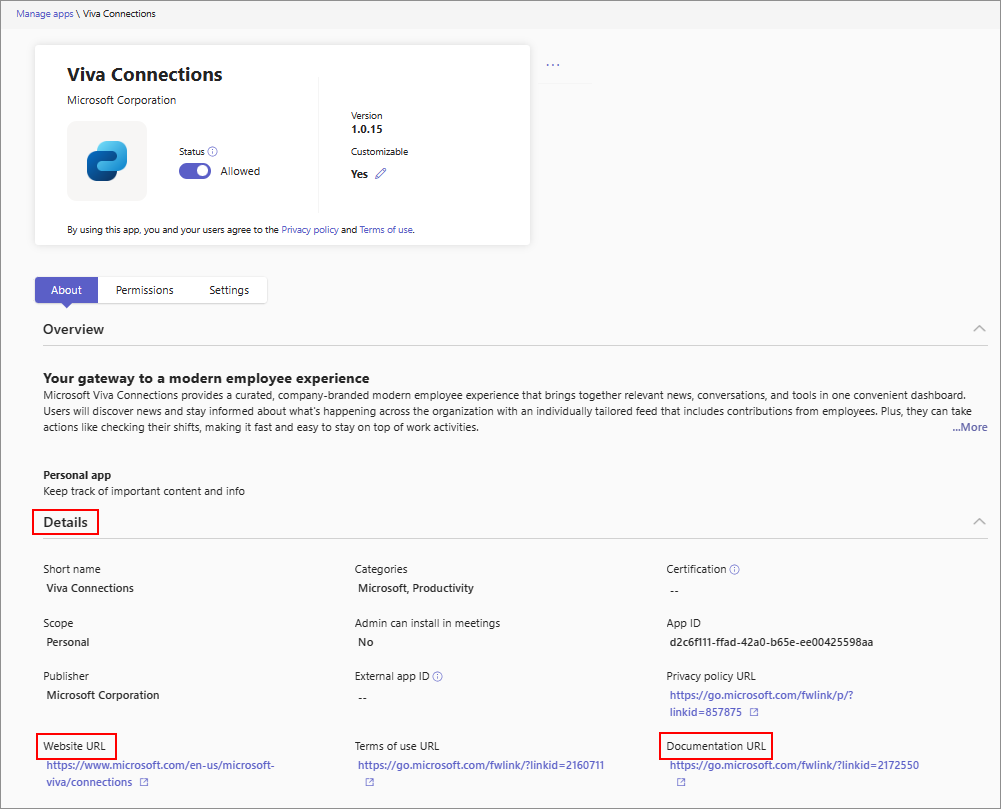 Manage apps \ Viva Connections
Viva Connections
...
Microsoft Corporation
Version
1.0.15
Status
Customizable
Allowed
Yes
By using this app, you and your users agree to the Privacy policy and Terms of use.
About Permissions Settings
Overview
Your gateway to a modern employee experience
Microsoft Viva Connections provides a curated, company-branded modern employee experience that brings together relevant news, conversations, and tools in one convenient dashboard.
Users will discover news and stay informed about what's happening across the organization with an individually tailored feed that includes contributions from employees. Plus, they can take
actions like checking their shifts, making it fast and easy to stay on top of work activities.
...More
Personal app
Keep track of important content and info
Details
Short name Categories Certification
Viva Connections Microsoft, Productivity --
Scope Admin can install in meetings App ID
Personal No d2c6f111-ffad-42a0-b65e-ee00425598aa
Publisher External app ID Privacy policy URL
Microsoft Corporation -- https://go.microsoft.com/fwlink/p/?
linkid=857875
Website URL Terms of use URL Documentation URL
https://www.microsoft.com/en-us/microsoft- https://go.microsoft.com/fwlink/?linkid=2160711 https://go.microsoft.com/fwlink/?linkid=2172550
viva/connections